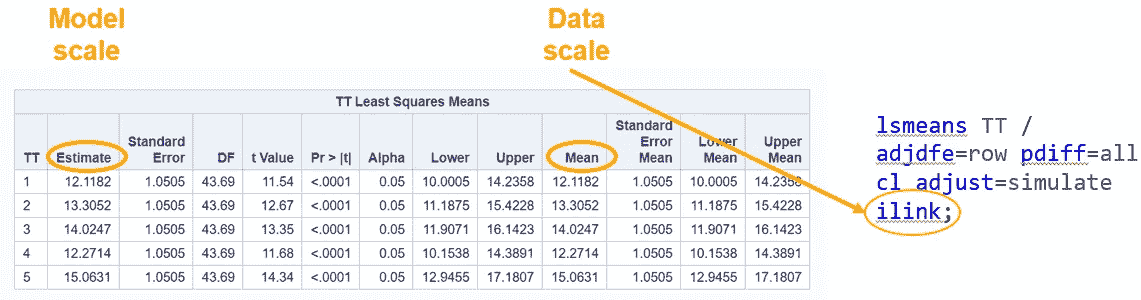 Model
scale
Data
scale
TT Least Squares Means
TT Estimate Standard Error DF t Value Pr > |t| Alpha Lower Upper Mean Standard Error Mean Lower Mean Upper Mean
1 12.1182 1.0505 43.69 11.54 <.0001 0.05 10.0005 14.2358 12.1182 1.0505 10.0005 14.2358
2 13.3052 1.0505 43.69 12.67 <.0001 0.05 11.1875 15.4228 13.3052 1.0505 11.1875 15.4228
3 14.0247 1.0505 43.69 13.35 <.0001 0.05 11.9071 16.1423 14.0247 1.0505 11.9071 16.1423
4 12.2714 1.0505 43.69 11.68 <.0001 0.05 10.1538 14.3891 12.2714 1.0505 10.1538 14.3891
5 15.0631 1.0505 43.69 14.34 <.0001 0.05 12.9455 17.1807 15.0631 1.0505 12.9455 17.1807
lsmeans TT /
adjdfe=row pdiff=all
cl adjust=simulate
ilink;